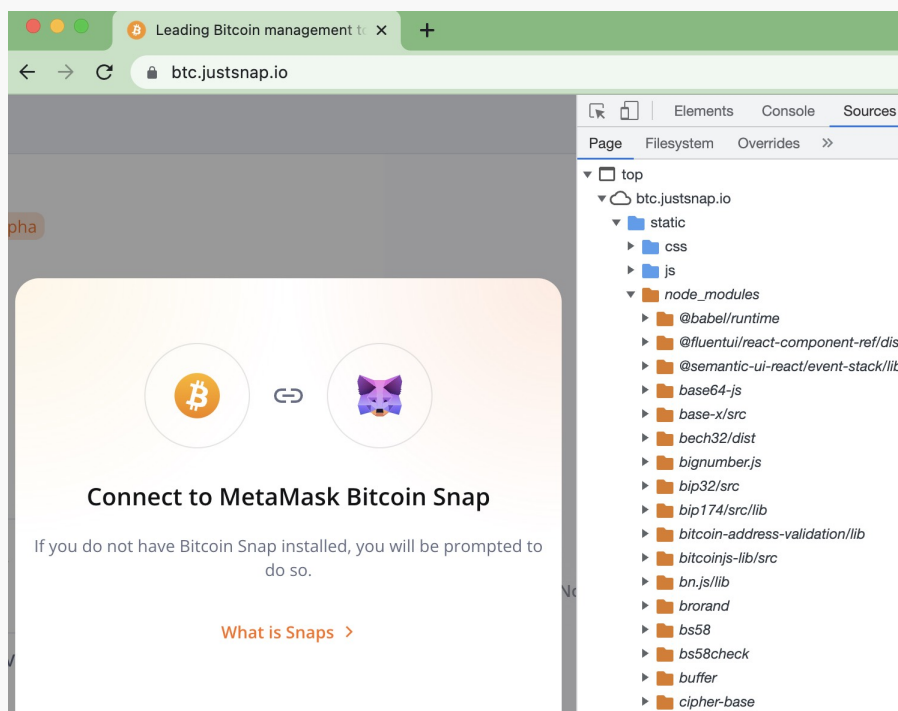 Leading Bitcoin management to
btc.justsnap.io
Elements Console Sources
Page Filesystem Overrides
top
btc.justsnap.io
static
css
js
node_modules
@babel/runtime
@fluentui/react-component-ref/dis
@semantic-ui-react/event-stack/lib
base64-js
base-x/src
bech32/dist
bignumber.js
bip32/src
bip174/src/lib
bitcoin-address-validation/lib
bitcoinjs-lib/src
bn.js/lib
brorand
bs58
bs58check
buffer
cipher-base
pha
Connect to MetaMask Bitcoin Snap
If you do not have Bitcoin Snap installed, you will be prompted to
do so.
What is Snaps